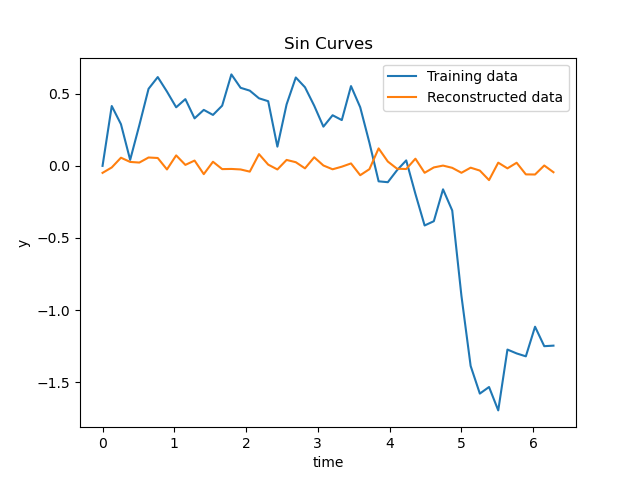 Sin Curves
Training data
Reconstructed data
0.5
0.0
−0.5
−1.0
−1.5
y
0 1 2 3 4 5 6
time